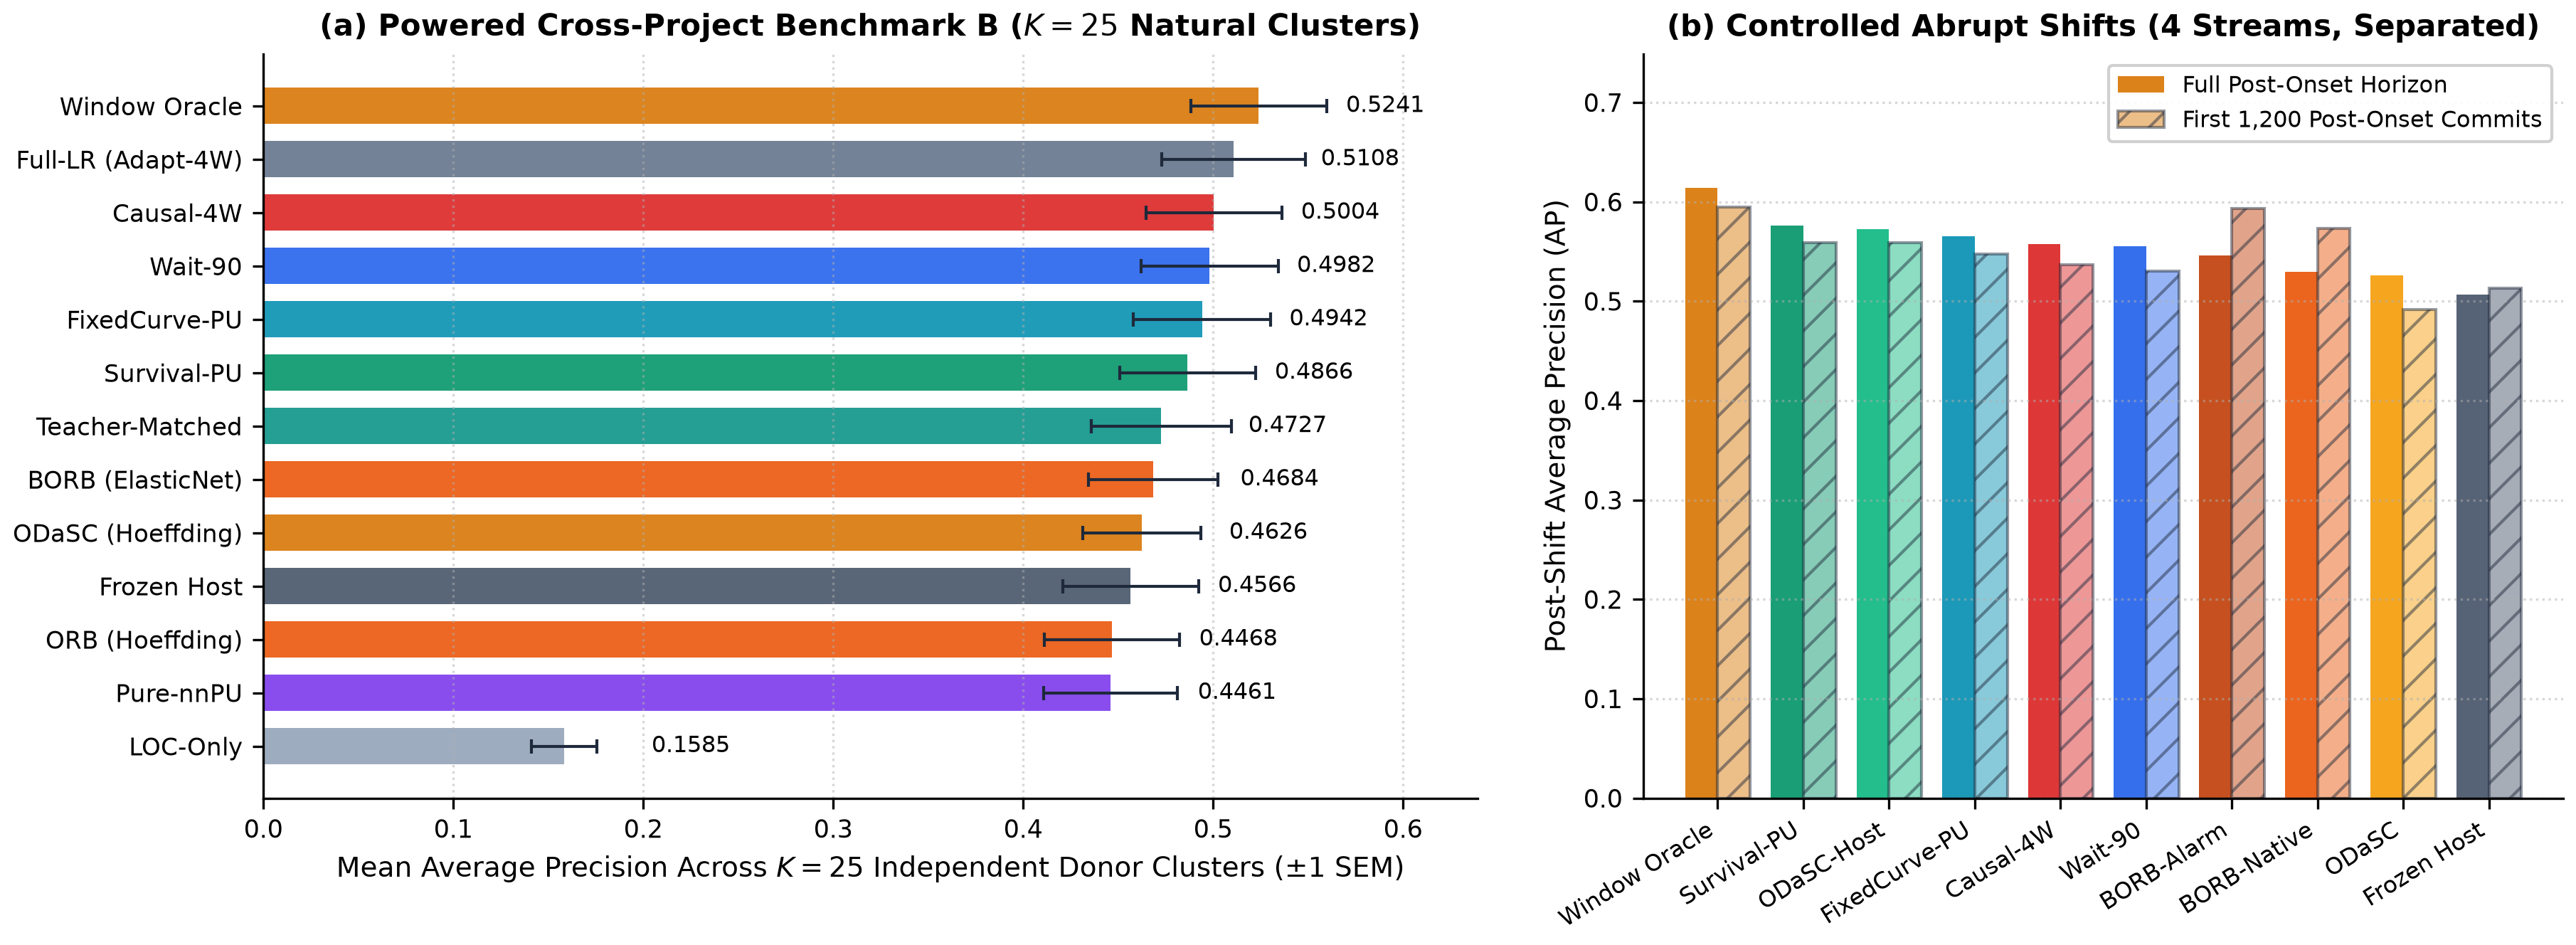 (a) Powered Cross-Project Benchmark B (K = 25 Natural Clusters)
Window Oracle
0.5241
Full-LR (Adapt-4W)
0.5108
Causal-4W
0.5004
Wait-90
0.4982
FixedCurve-PU
0.4942
Survival-PU
0.4866
Teacher-Matched
0.4727
BORB (ElasticNet)
0.4684
ODaSC (Hoeffding)
0.4626
Frozen Host
0.4566
ORB (Hoeffding)
0.4468
Pure-nnPU
0.4461
LOC-Only
0.1585
0.0 0.1 0.2 0.3 0.4 0.5 0.6
Mean Average Precision Across K = 25 Independent Donor Clusters (±1 SEM)
(b) Controlled Abrupt Shifts (4 Streams, Separated)
Full Post-Onset Horizon
First 1,200 Post-Onset Commits
Post-Shift Average Precision (AP)
0.7
0.6
0.5
0.4
0.3
0.2
0.1
0.0
Window Oracle
Survival-PU
ODaSC-Host
FixedCurve-PU
Causal-4W
Wait-90
BORB-Alarm
BORB-Native
ODaSC
Frozen Host